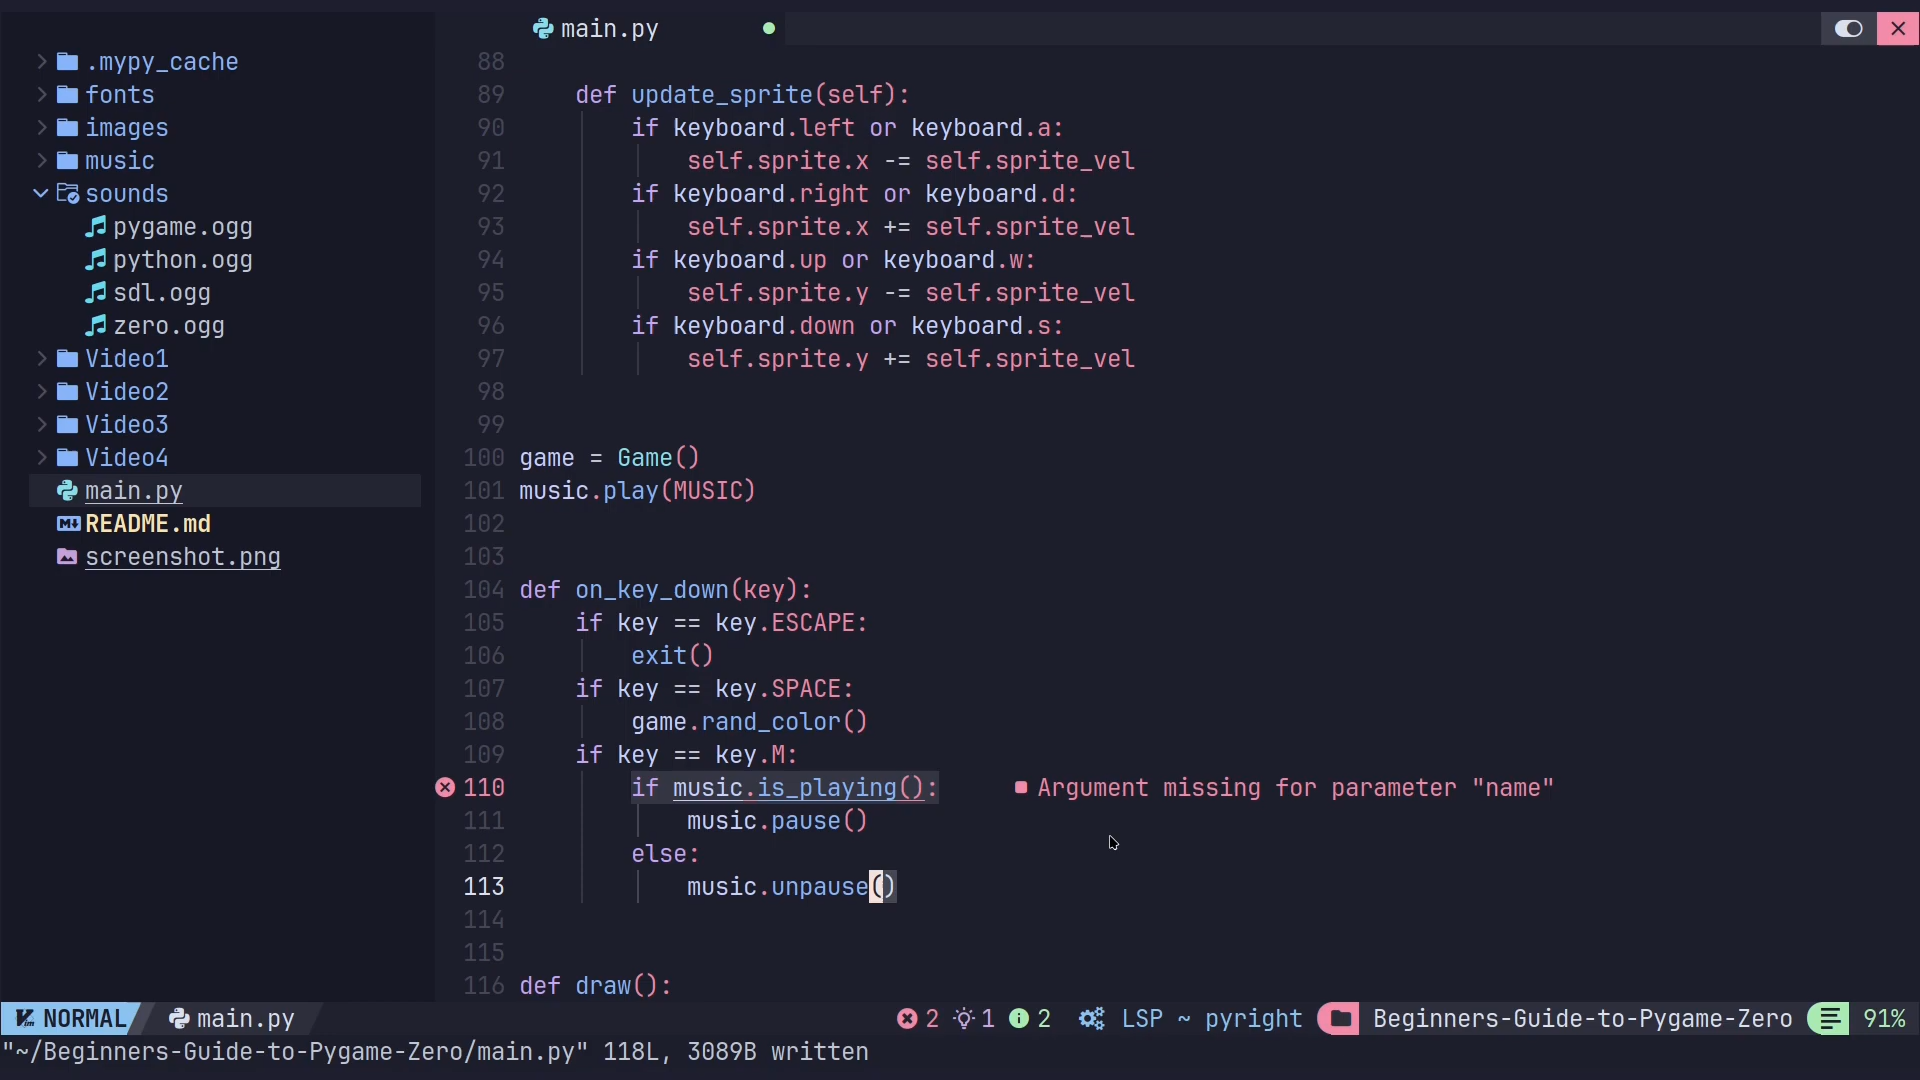 main.py
.mypy_cache
fonts
images
music
sounds
pygame.ogg
python.ogg
sdl.ogg
zero.ogg
Video1
Video2
Video3
Video4
main.py
README.md
screenshot.png
88
89 def update_sprite(self):
90 if keyboard.left or keyboard.a:
91 self.sprite.x -= self.sprite_vel
92 if keyboard.right or keyboard.d:
93 self.sprite.x += self.sprite_vel
94 if keyboard.up or keyboard.w:
95 self.sprite.y -= self.sprite_vel
96 if keyboard.down or keyboard.s:
97 self.sprite.y += self.sprite_vel
98
99
100 game = Game()
101 music.play(MUSIC)
102
103
104 def on_key_down(key):
105 if key == key.ESCAPE:
106 exit()
107 if key == key.SPACE:
108 game.rand_color()
109 if key == key.M:
110 if music.is_playing(): Argument missing for parameter "name"
111 music.pause()
112 else:
113 music.unpause()
114
115
116 def draw():
NORMAL main.py 2 1 2 LSP ~ pyright Beginners-Guide-to-Pygame-Zero 91%
"~/Beginners-Guide-to-Pygame-Zero/main.py" 118L, 3089B written